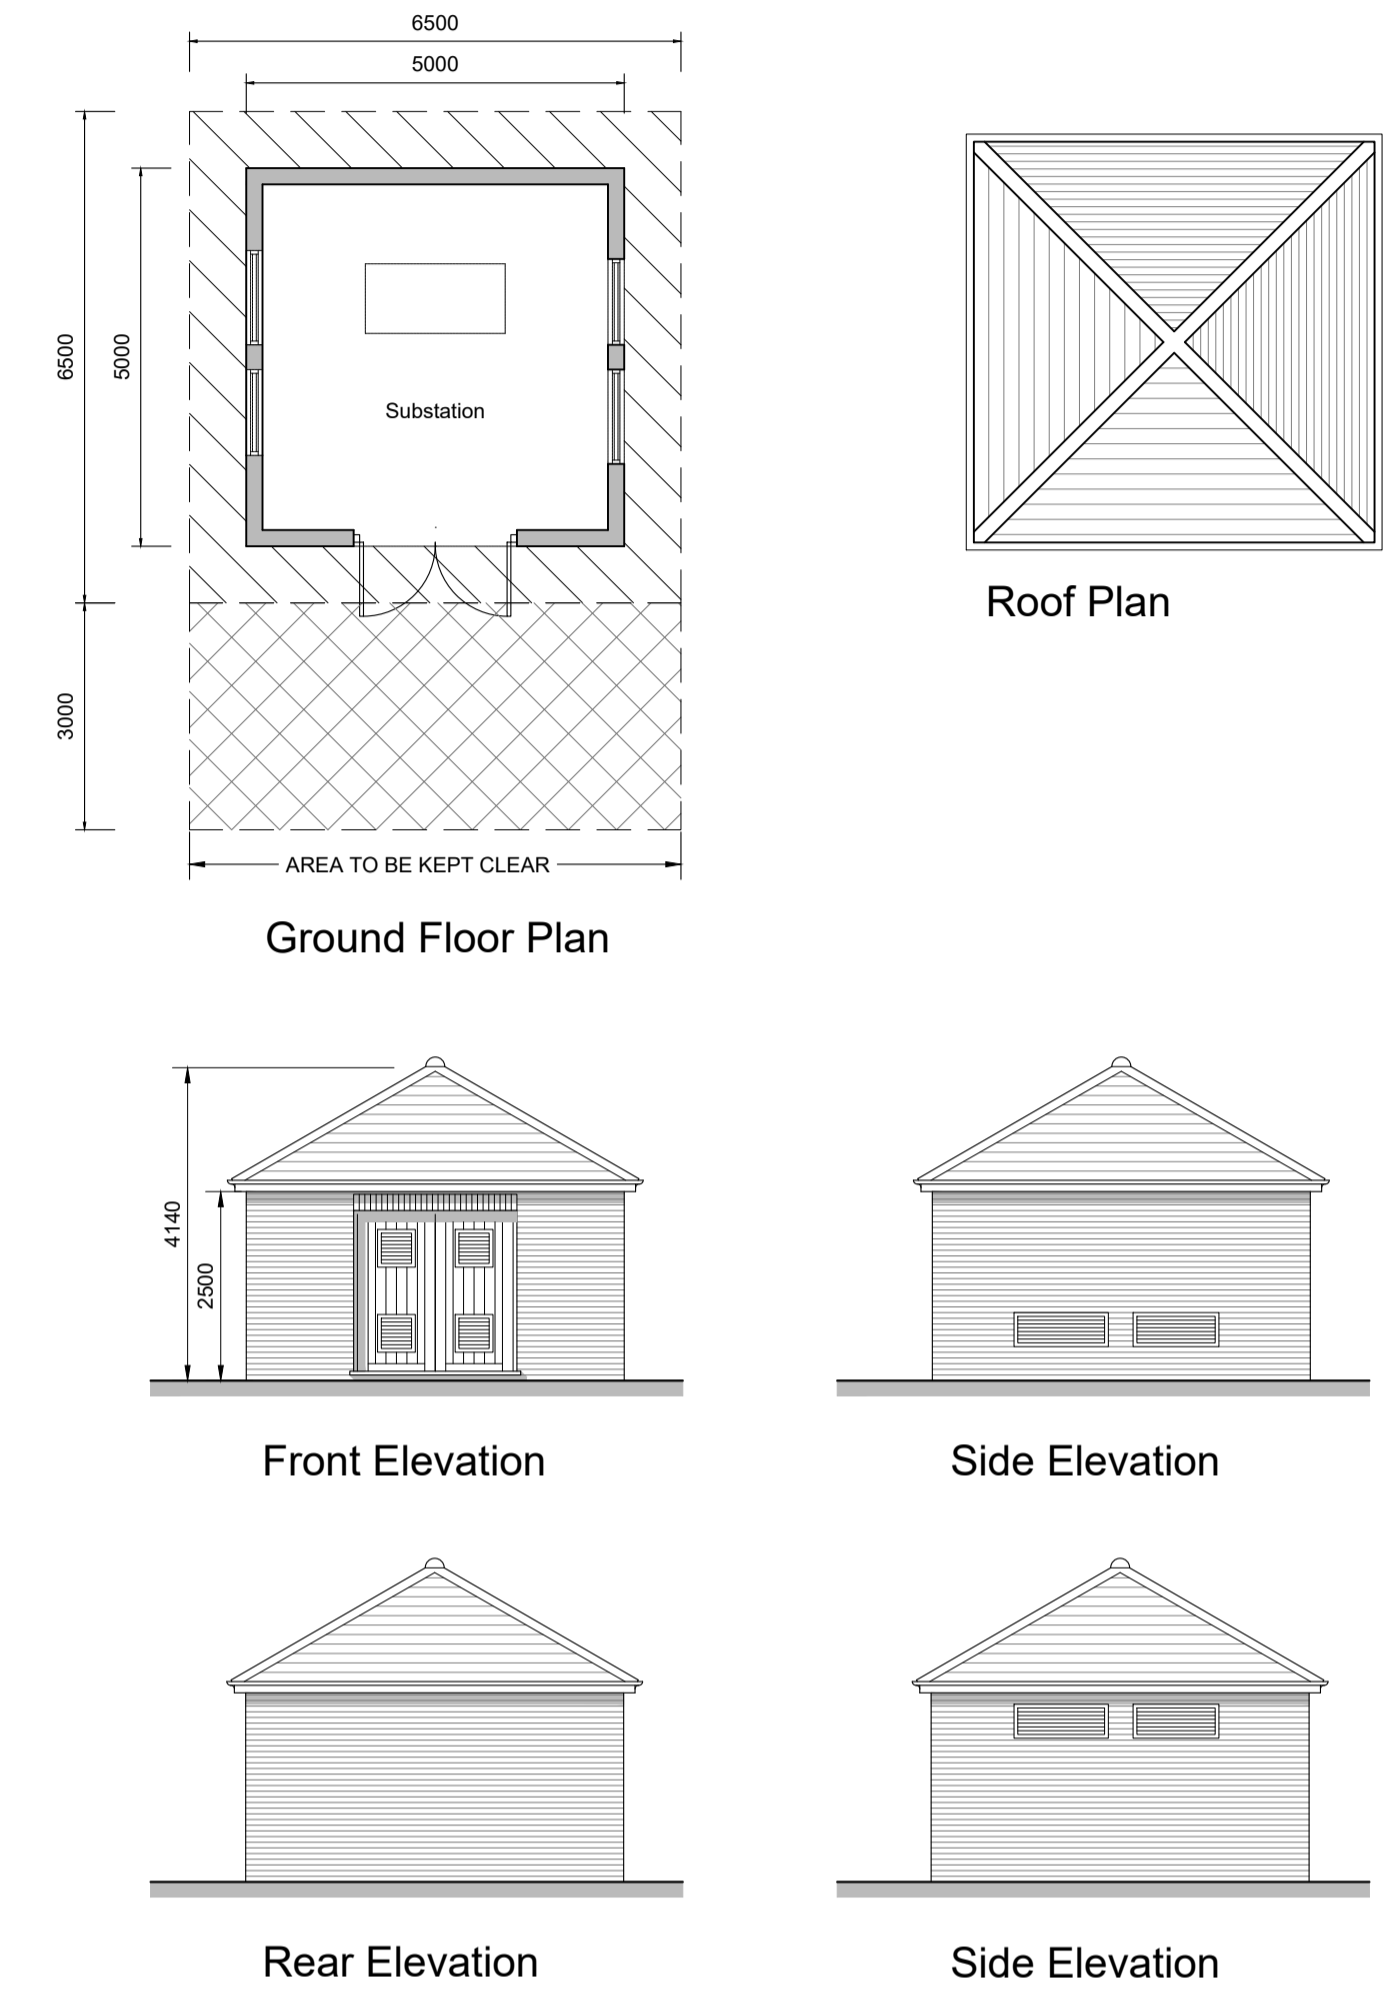 6500
5000
6500
5000
Substation
3000
AREA TO BE KEPT CLEAR
Ground Floor Plan
Roof Plan
4140
2500
Front Elevation
Side Elevation
Rear Elevation
Side Elevation